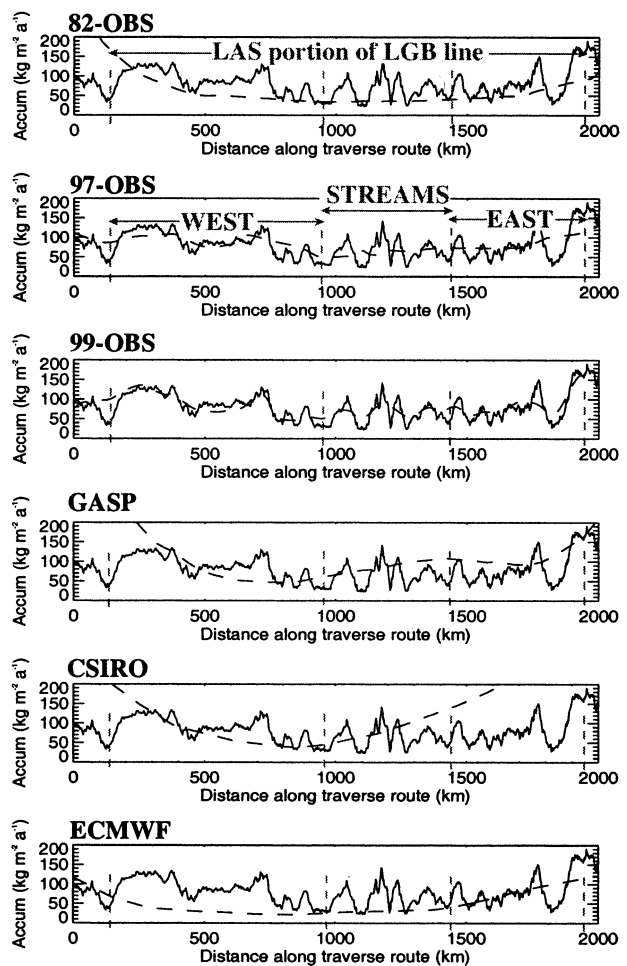 82-OBS
Accum (kg m⁻² a⁻¹)
200
150
100
50
0
LAS portion of LGB line
0 500 1000 1500 2000
Distance along traverse route (km)
97-OBS
Accum (kg m⁻² a⁻¹)
200
150
100
50
0
STREAMS
WEST EAST
0 500 1000 1500 2000
Distance along traverse route (km)
99-OBS
Accum (kg m⁻² a⁻¹)
200
150
100
50
0
0 500 1000 1500 2000
Distance along traverse route (km)
GASP
Accum (kg m⁻² a⁻¹)
200
150
100
50
0
0 500 1000 1500 2000
Distance along traverse route (km)
CSIRO
Accum (kg m⁻² a⁻¹)
200
150
100
50
0
0 500 1000 1500 2000
Distance along traverse route (km)
ECMWF
Accum (kg m⁻² a⁻¹)
200
150
100
50
0
0 500 1000 1500 2000
Distance along traverse route (km)